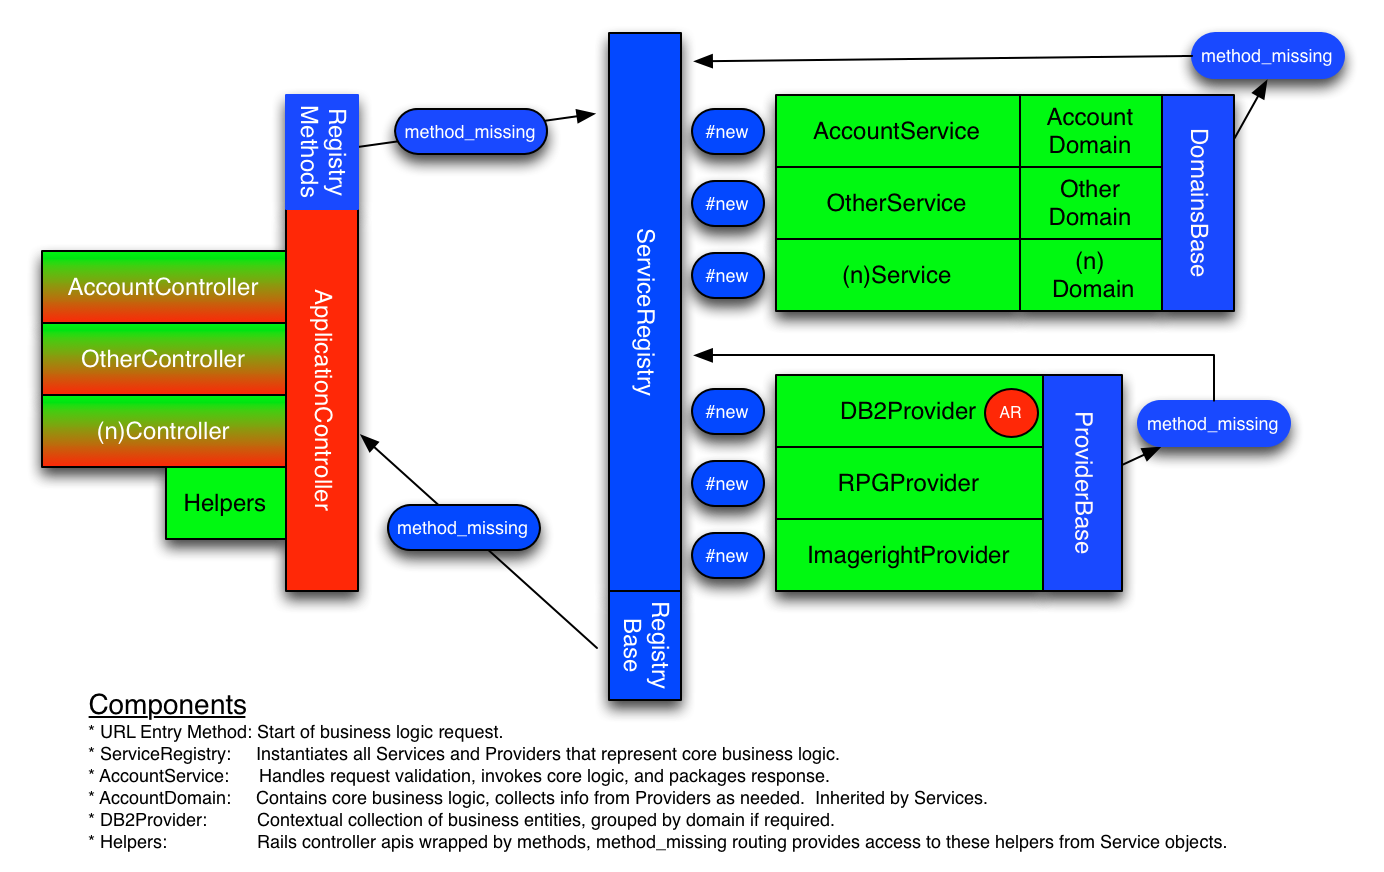 method_missing
Registry
Methods
method_missing
#new
AccountService
Account
Domain
DomainsBase
#new
OtherService
Other
Domain
ServiceRegistry
AccountController
#new
(n)Service
(n)
Domain
ApplicationController
OtherController
#new
DB2Provider
AR
ProviderBase
method_missing
(n)Controller
#new
RPGProvider
Helpers
method_missing
#new
ImagerightProvider
Registry
Base
Components
* URL Entry Method: Start of business logic request.
* ServiceRegistry: Instantiates all Services and Providers that represent core business logic.
* AccountService: Handles request validation, invokes core logic, and packages response.
* AccountDomain: Contains core business logic, collects info from Providers as needed. Inherited by Services.
* DB2Provider: Contextual collection of business entities, grouped by domain if required.
* Helpers: Rails controller apis wrapped by methods, method_missing routing provides access to these helpers from Service objects.